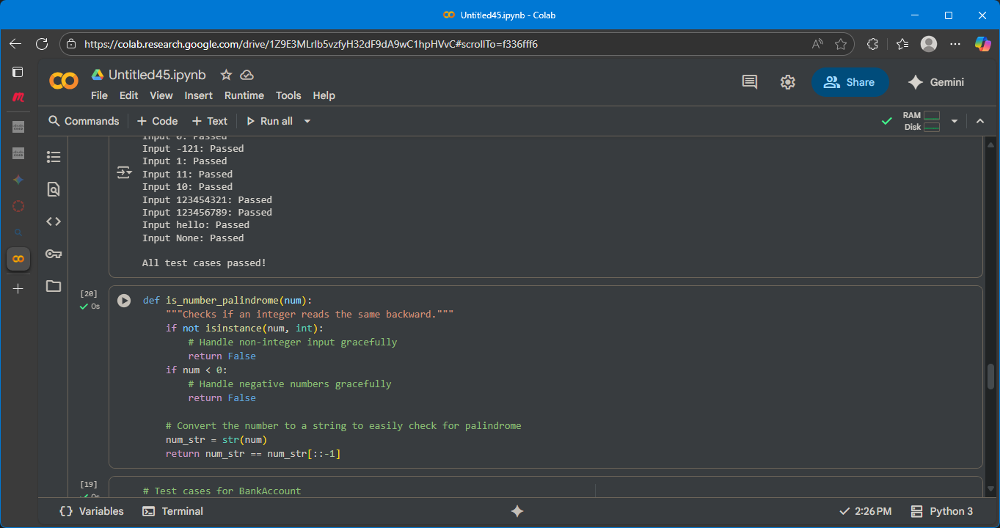 Untitled45.ipynb - Colab
https://colab.research.google.com/drive/1Z9E3MLrIb5vzfyH32dF9dA9wC1hpHVvC#scrollTo=f336fff6
Untitled45.ipynb
File Edit View Insert Runtime Tools Help
Share
Gemini
Commands + Code + Text Run all
RAM
Disk
Input 0: Passed
Input -121: Passed
Input 1: Passed
Input 11: Passed
Input 10: Passed
Input 123454321: Passed
Input 123456789: Passed
Input hello: Passed
Input None: Passed
All test cases passed!
[20]
0s
def is_number_palindrome(num):
    """Checks if an integer reads the same backward."""
    if not isinstance(num, int):
        # Handle non-integer input gracefully
        return False
    if num < 0:
        # Handle negative numbers gracefully
        return False
    # Convert the number to a string to easily check for palindrome
    num_str = str(num)
    return num_str == num_str[::-1]
[19]
0s
# Test cases for BankAccount
{} Variables Terminal
2:26 PM Python 3